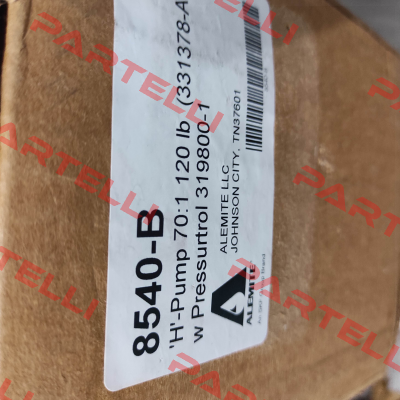 8540-B
'H'-Pump 70:1 120 lb (331378-A
w Pressurtrol 319800-1
ALEMITE LLC
JOHNSON CITY, TN37601
ALEMITE
PARTELLI
PARTELLI
PARTELLI
PARTELLI
PARTELLI